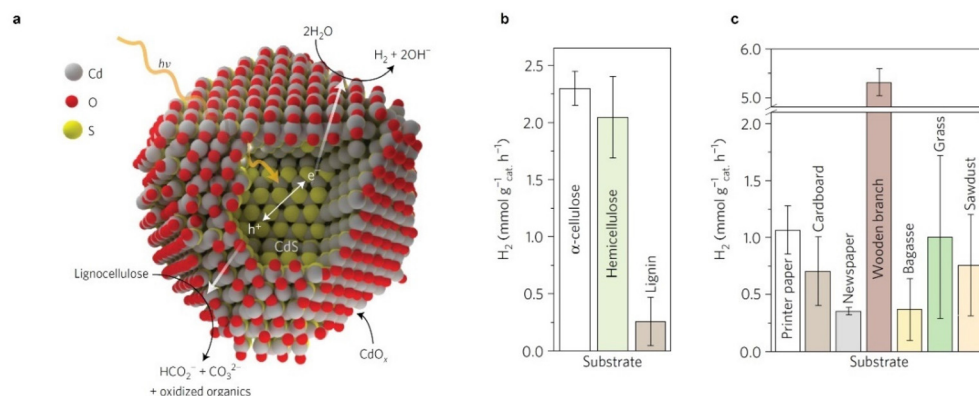 a
hν
Cd
O
S
2H₂O
H₂ + 2OH⁻
e⁻
h⁺
CdS
Lignocellulose
CdOₓ
HCO₂⁻ + CO₃²⁻
+ oxidized organics
b
H₂ (mmol g⁻¹cat. h⁻¹)
2.5
2.0
1.5
1.0
0.5
0.0
α-cellulose
Hemicellulose
Lignin
Substrate
c
H₂ (mmol g⁻¹cat. h⁻¹)
6.0
5.0
2.0
1.5
1.0
0.5
0.0
Printer paper
Cardboard
Newspaper
Wooden branch
Bagasse
Grass
Sawdust
Substrate